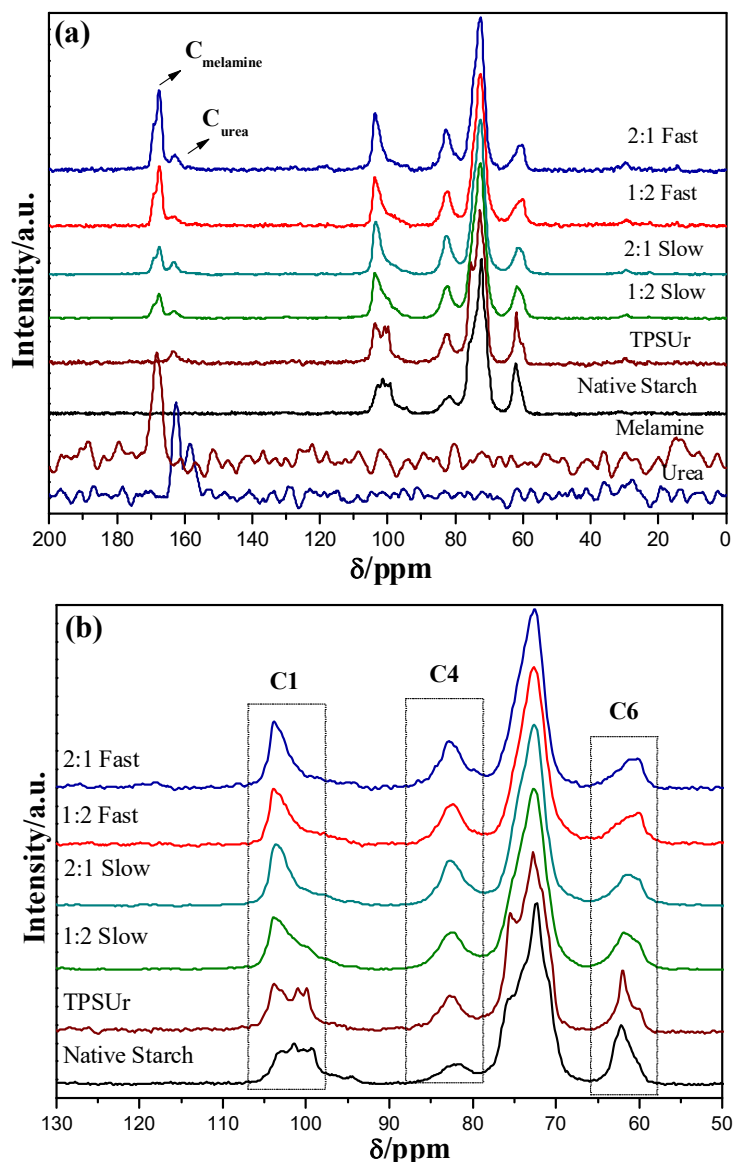 (a)
C melamine
C urea
2:1 Fast
1:2 Fast
2:1 Slow
1:2 Slow
TPSUr
Native Starch
Melamine
Urea
Intensity/a.u.
200 180 160 140 120 100 80 60 40 20 0
δ/ppm
(b)
C1
C4
C6
2:1 Fast
1:2 Fast
2:1 Slow
1:2 Slow
TPSUr
Native Starch
Intensity/a.u.
130 120 110 100 90 80 70 60 50
δ/ppm